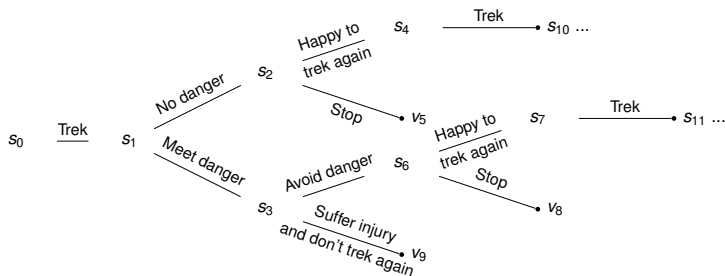 s0
Trek
s1
No danger
Meet danger
s2
Happy to
trek again
Stop
s4
Trek
s10 ...
v5
s3
Avoid danger
Suffer injury
and don't trek again
s6
Happy to
trek again
Stop
s7
Trek
s11 ...
v8
v9